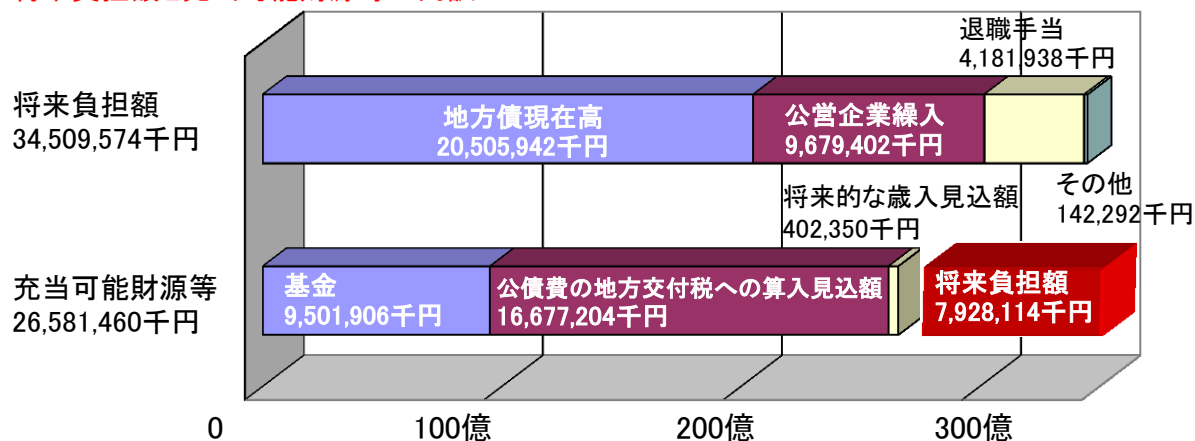 退職手当
4,181,938千円
将来負担額
34,509,574千円
地方債現在高
20,505,942千円
公営企業繰入
9,679,402千円
その他
142,292千円
将来的な歳入見込額
402,350千円
充当可能財源等
26,581,460千円
基金
9,501,906千円
公債費の地方交付税への算入見込額
16,677,204千円
将来負担額
7,928,114千円
0 100億 200億 300億